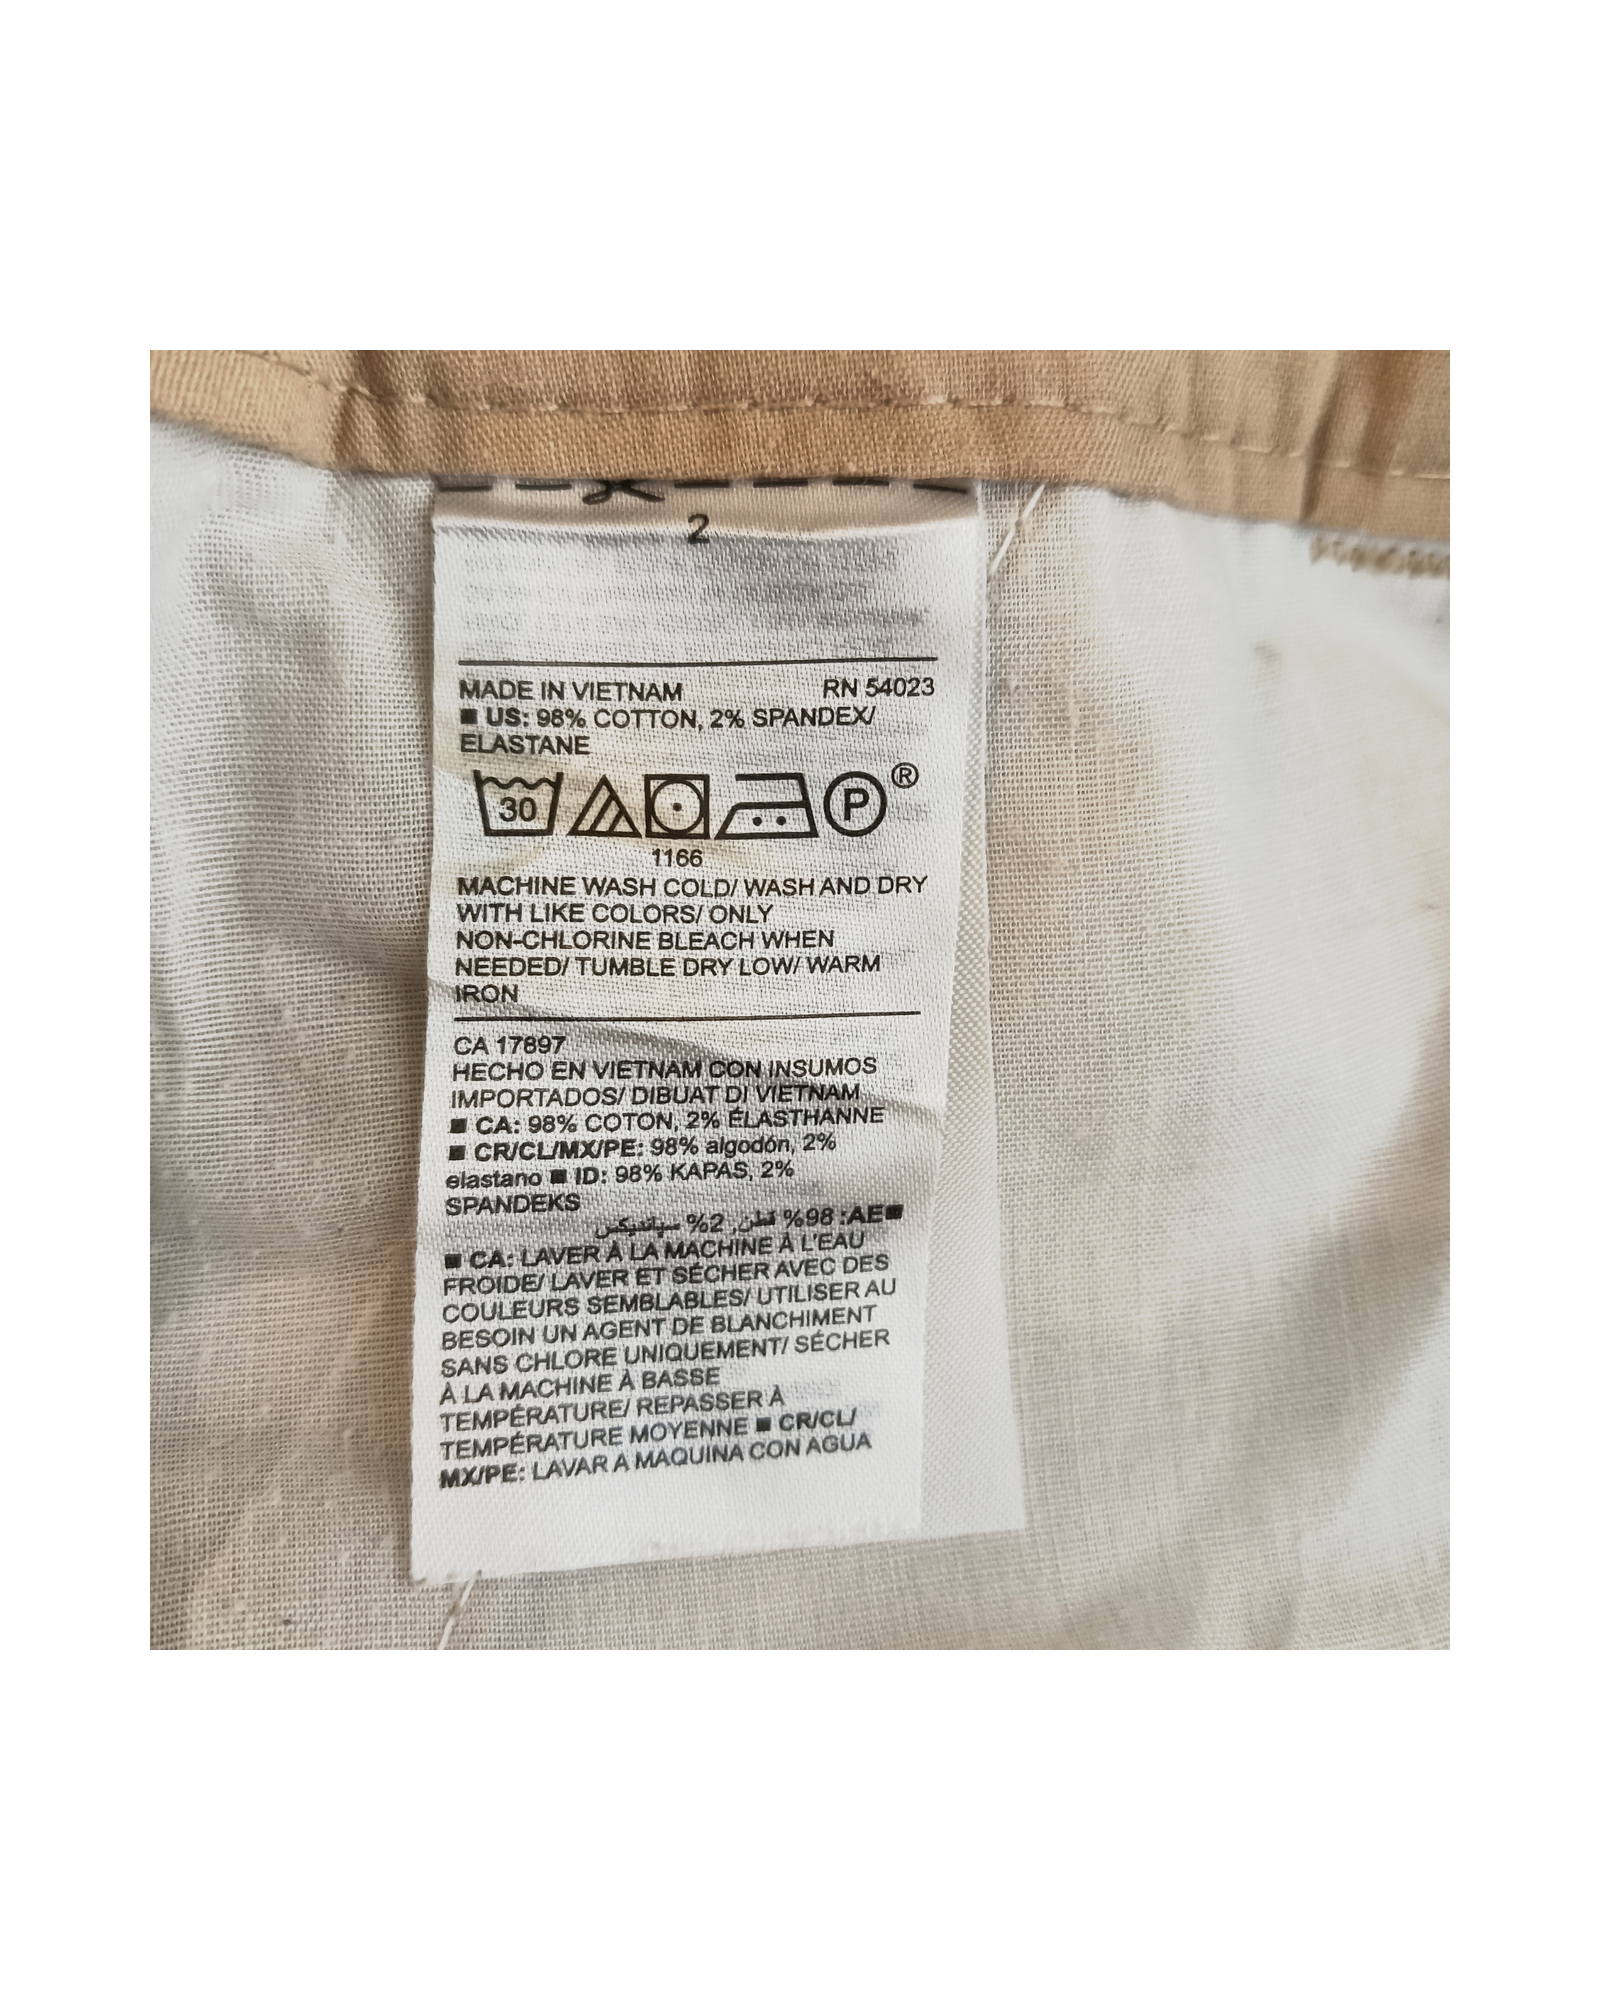 2
MADE IN VIETNAM RN 54023
■ US: 98% COTTON, 2% SPANDEX/
ELASTANE
30 P ®
1166
MACHINE WASH COLD/ WASH AND DRY
WITH LIKE COLORS/ ONLY
NON-CHLORINE BLEACH WHEN
NEEDED/ TUMBLE DRY LOW/ WARM
IRON
CA 17897
HECHO EN VIETNAM CON INSUMOS
IMPORTADOS/ DIBUAT DI VIETNAM
■ CA: 98% COTON, 2% ÉLASTHANNE
■ CR/CL/MX/PE: 98% algodón, 2%
elastano ■ ID: 98% KAPAS, 2%
SPANDEKS
■AE: 98% قطن, 2% سپانديكس
■ CA: LAVER À LA MACHINE À L'EAU
FROIDE/ LAVER ET SÉCHER AVEC DES
COULEURS SEMBLABLES/ UTILISER AU
BESOIN UN AGENT DE BLANCHIMENT
SANS CHLORE UNIQUEMENT/ SÉCHER
À LA MACHINE À BASSE
TEMPÉRATURE/ REPASSER À
TEMPÉRATURE MOYENNE ■ CR/CL/
MX/PE: LAVAR A MAQUINA CON AGUA